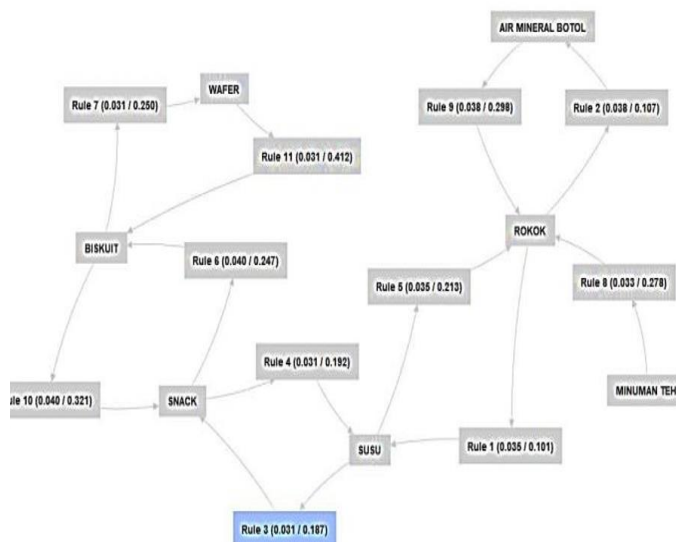 AIR MINERAL BOTOL
WAFER
Rule 7 (0.031 / 0.250)
Rule 9 (0.038 / 0.298)
Rule 2 (0.038 / 0.107)
Rule 11 (0.031 / 0.412)
ROKOK
BISKUIT
Rule 6 (0.040 / 0.247)
Rule 5 (0.035 / 0.213)
Rule 8 (0.033 / 0.278)
Rule 4 (0.031 / 0.192)
MINUMAN TEH
ule 10 (0.040 / 0.321)
SNACK
SUSU
Rule 1 (0.035 / 0.101)
Rule 3 (0.031 / 0.187)